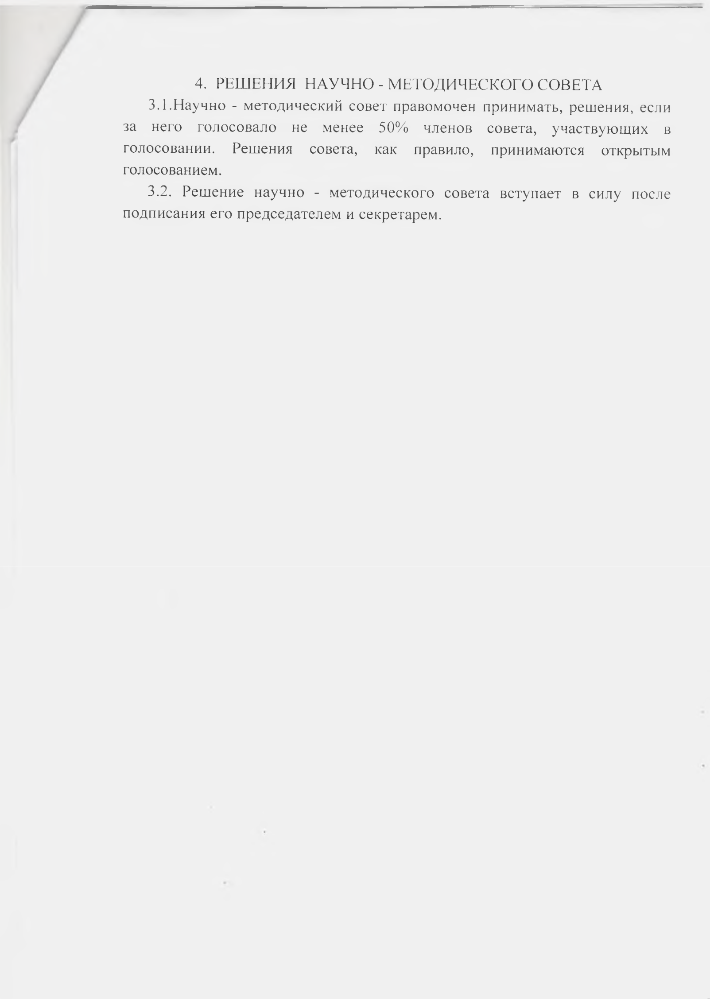 4. РЕШЕНИЯ НАУЧНО - МЕТОДИЧЕСКОГО СОВЕТА
3.1.Научно - методический совет правомочен принимать, решения, если
за него голосовало не менее 50% членов совета, участвующих в
голосовании. Решения совета, как правило, принимаются открытым
голосованием.
3.2. Решение научно - методического совета вступает в силу после
подписания его председателем и секретарем.